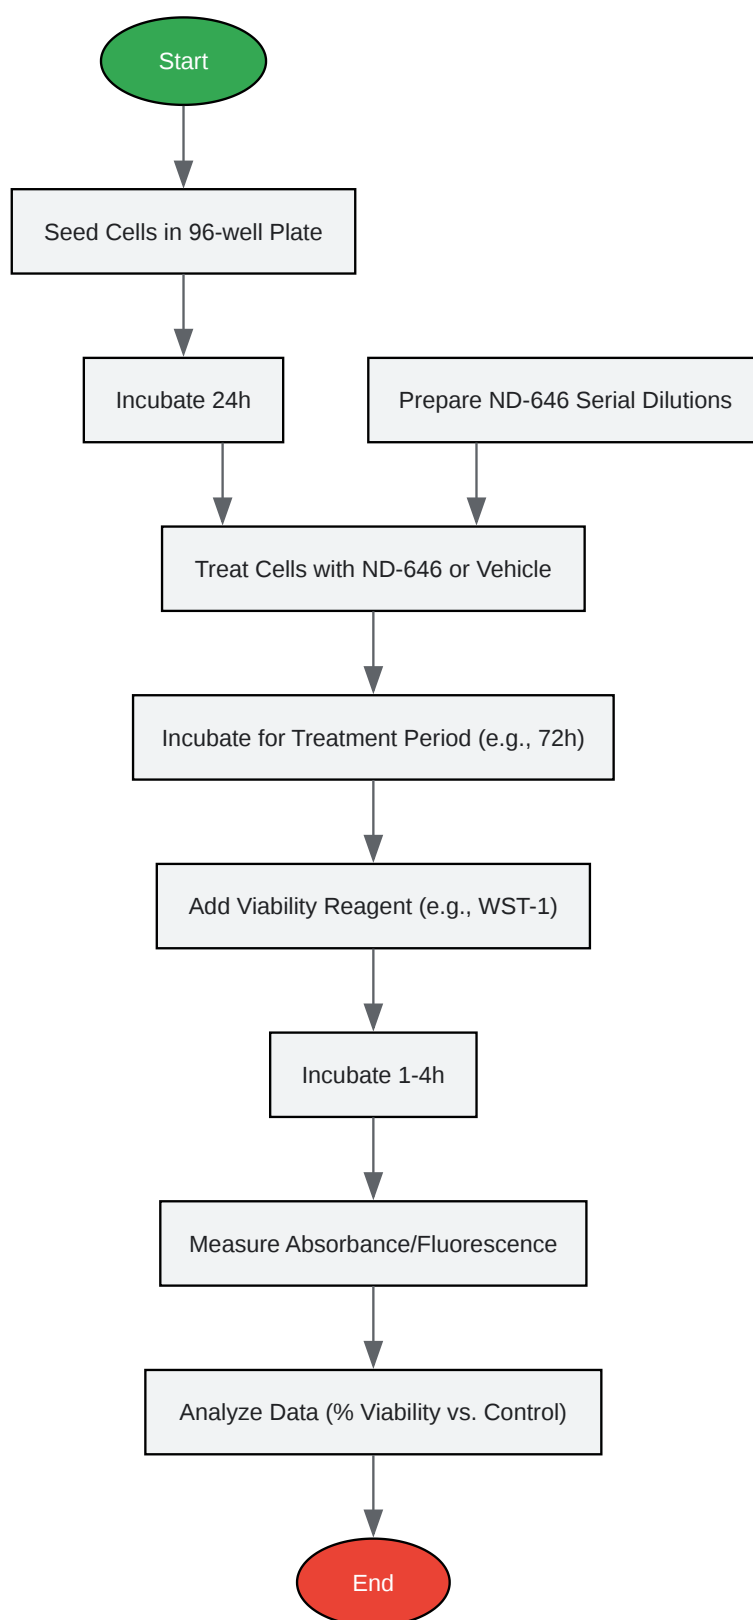 Start
Seed Cells in 96-well Plate
Incubate 24h
Prepare ND-646 Serial Dilutions
Treat Cells with ND-646 or Vehicle
Incubate for Treatment Period (e.g., 72h)
Add Viability Reagent (e.g., WST-1)
Incubate 1-4h
Measure Absorbance/Fluorescence
Analyze Data (% Viability vs. Control)
End